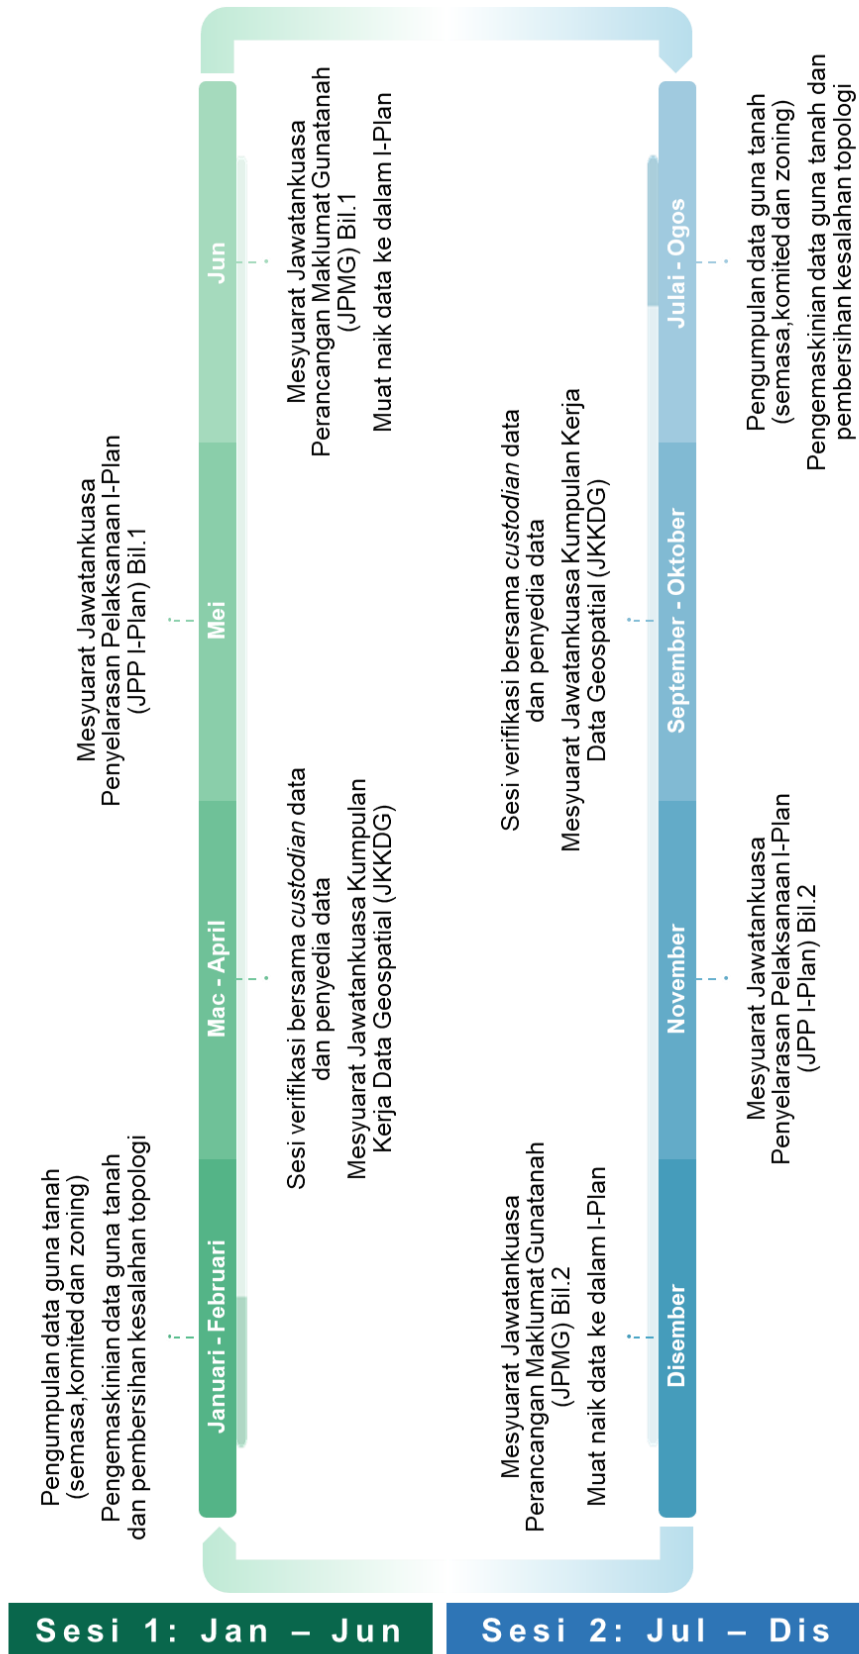 Sesi 1: Jan – Jun
Januari - Februari
Pengumpulan data guna tanah
(semasa,komited dan zoning)
Pengemaskinian data guna tanah
dan pembersihan kesalahan topologi
Mac - April
Sesi verifikasi bersama custodian data
dan penyedia data
Mesyuarat Jawatankuasa Kumpulan
Kerja Data Geospatial (JKKDG)
Mei
Mesyuarat Jawatankuasa
Penyelarasan Pelaksanaan I-Plan
(JPP I-Plan) Bil.1
Jun
Mesyuarat Jawatankuasa
Perancangan Maklumat Gunatanah
(JPMG) Bil.1
Muat naik data ke dalam I-Plan
Sesi 2: Jul – Dis
Julai - Ogos
Pengumpulan data guna tanah
(semasa,komited dan zoning)
Pengemaskinian data guna tanah dan
pembersihan kesalahan topologi
September - Oktober
Sesi verifikasi bersama custodian data
dan penyedia data
Mesyuarat Jawatankuasa Kumpulan Kerja
Data Geospatial (JKKDG)
November
Mesyuarat Jawatankuasa
Penyelarasan Pelaksanaan I-Plan
(JPP I-Plan) Bil.2
Disember
Mesyuarat Jawatankuasa
Perancangan Maklumat Gunatanah
(JPMG) Bil.2
Muat naik data ke dalam I-Plan